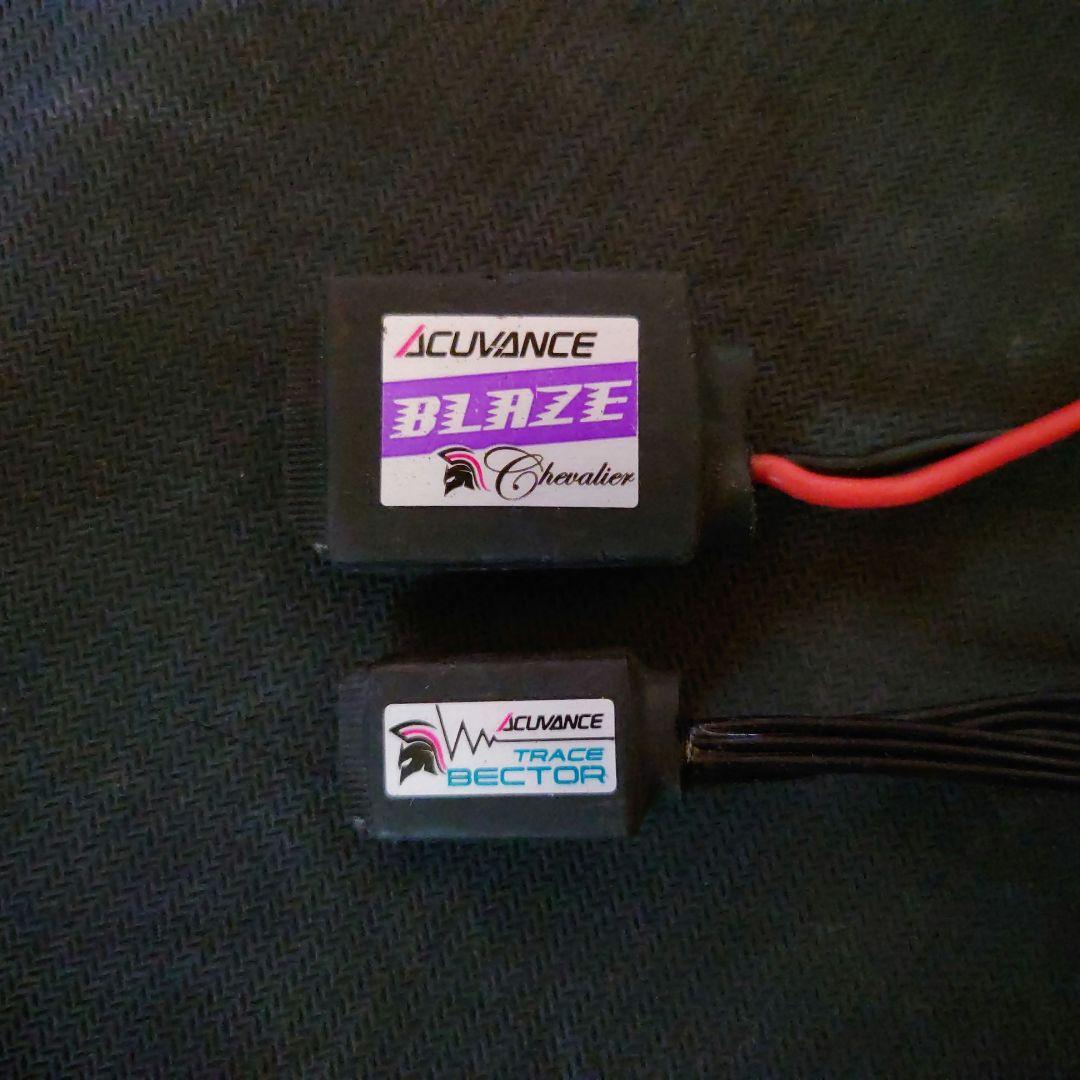 ACUVANCE
BLAZE
Chevalier
ACUVANCE
TRACE
BECTOR